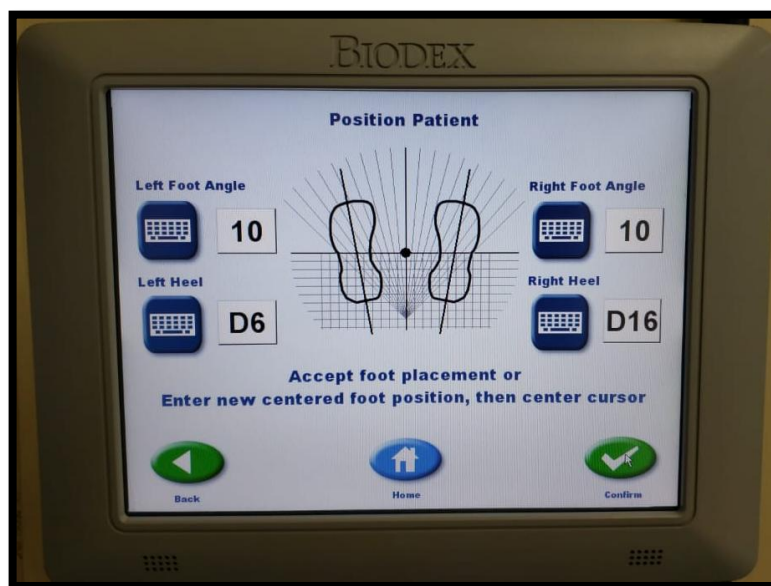 BIODEX
Position Patient
Left Foot Angle
10
Left Heel
D6
Right Foot Angle
10
Right Heel
D16
Accept foot placement or
Enter new centered foot position, then center cursor
Back
Home
Confirm